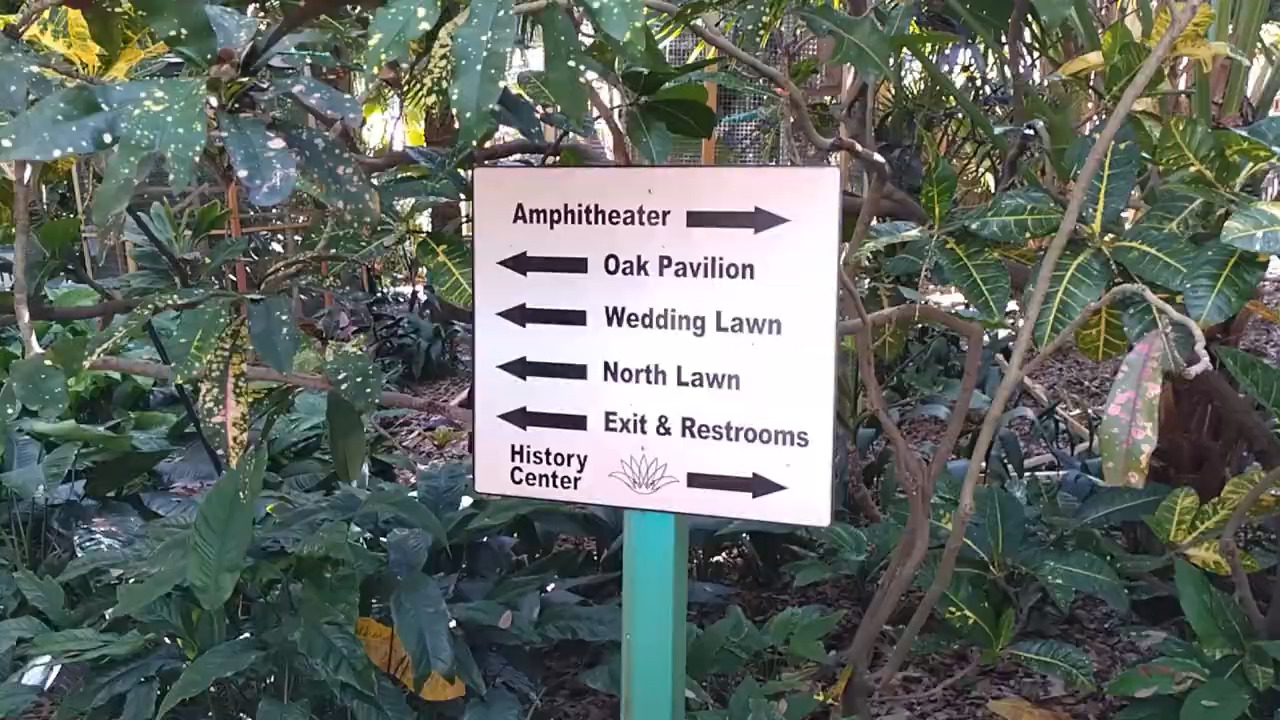 Amphitheater
Oak Pavilion
Wedding Lawn
North Lawn
Exit & Restrooms
History
Center